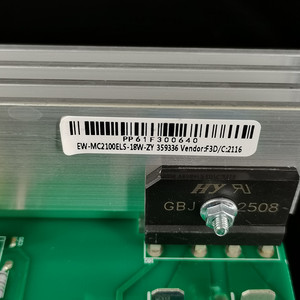 PP61F300640
EW-MC2100ELS-18W-ZY 359336 Vendor:F3D/C:2116
HY
GBJ 2508